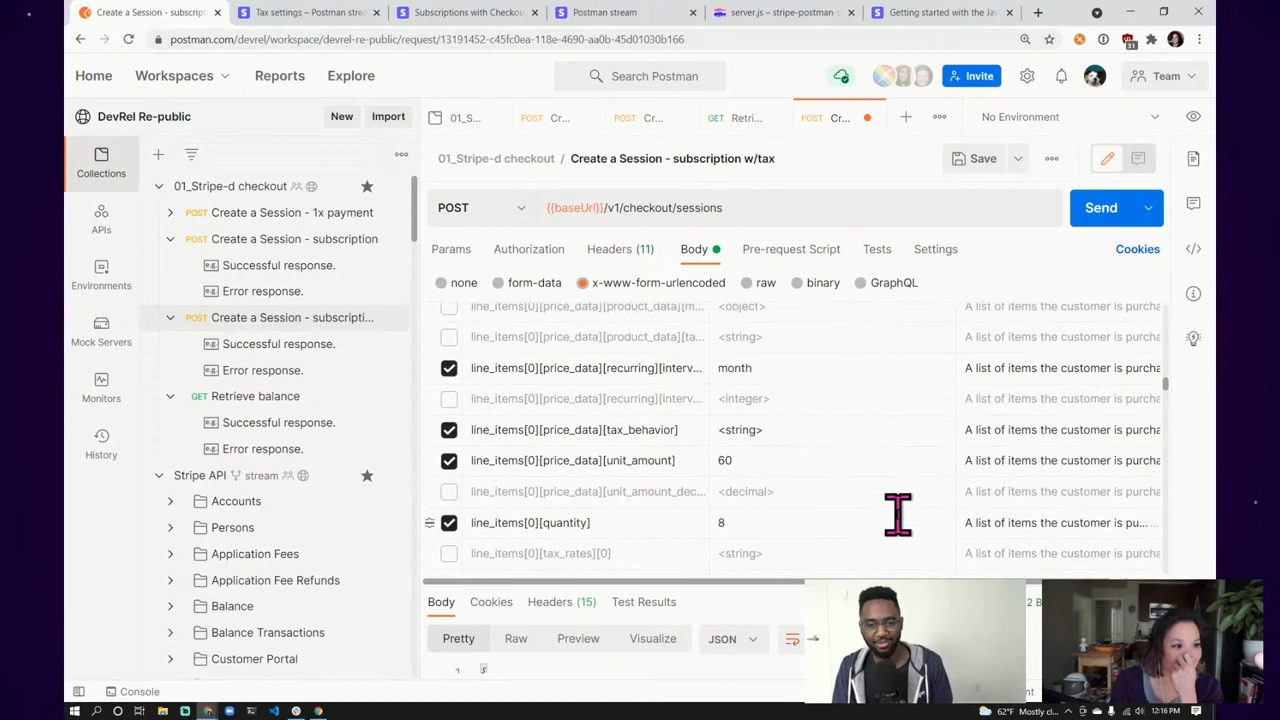 Create a Session - subscripti
Tax settings – Postman stre
Subscriptions with Checkou
Postman stream
server.js – stripe-postman-s
Getting started with the Jav
postman.com/devrel/workspace/devrel-re-public/request/13191452-c45fc0ea-118e-4690-aa0b-45d01030b166
31
Home
Workspaces
Reports
Explore
Search Postman
Invite
Team
DevRel Re-public
New
Import
01_S...
POST Cr...
POST Cr...
GET Retri...
POST Cr...
No Environment
Collections
APIs
Environments
Mock Servers
Monitors
History
01_Stripe-d checkout
POST Create a Session - 1x payment
POST Create a Session - subscription
e.g. Successful response.
e.g. Error response.
POST Create a Session - subscripti...
e.g. Successful response.
e.g. Error response.
GET Retrieve balance
e.g. Successful response.
e.g. Error response.
Stripe API stream
Accounts
Persons
Application Fees
Application Fee Refunds
Balance
Balance Transactions
Customer Portal
01_Stripe-d checkout / Create a Session - subscription w/tax
Save
POST
{{baseUrl}}/v1/checkout/sessions
Send
Params
Authorization
Headers (11)
Body
Pre-request Script
Tests
Settings
Cookies
none
form-data
x-www-form-urlencoded
raw
binary
GraphQL
line_items[0][price_data][product_data][m... <object> A list of items the customer is purcha
line_items[0][price_data][product_data][ta... <string> A list of items the customer is purcha
line_items[0][price_data][recurring][interv... month A list of items the customer is purcha
line_items[0][price_data][recurring][interv... <integer> A list of items the customer is purcha
line_items[0][price_data][tax_behavior] <string> A list of items the customer is purcha
line_items[0][price_data][unit_amount] 60 A list of items the customer is purcha
line_items[0][price_data][unit_amount_dec... <decimal> A list of items the customer is purcha
line_items[0][quantity] 8 A list of items the customer is pu...
line_items[0][tax_rates][0] <string> A list of items the customer is purcha
Body
Cookies
Headers (15)
Test Results
Pretty
Raw
Preview
Visualize
JSON
1
Console
62°F Mostly cl...
12:16 PM